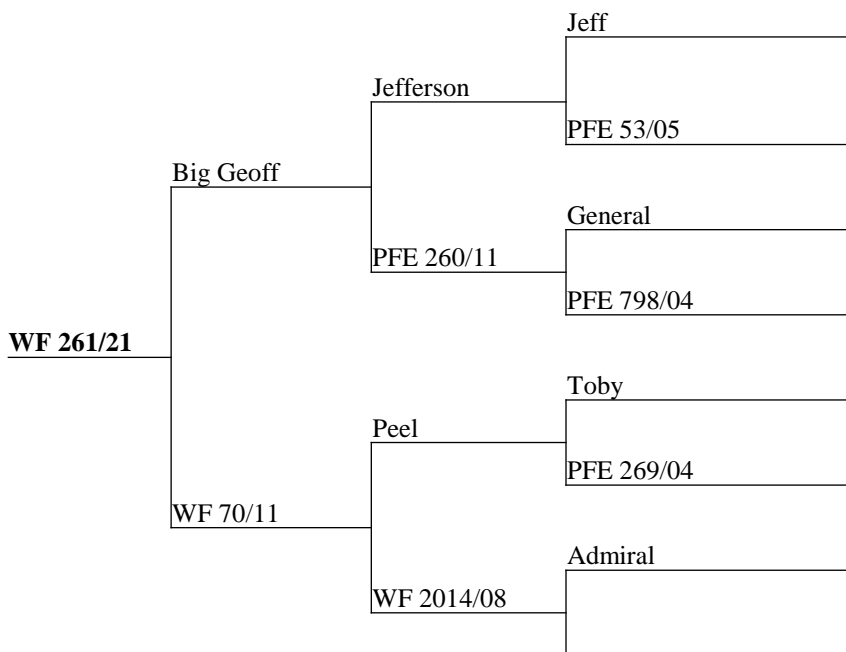 Jeff
Jefferson
PFE 53/05
Big Geoff
General
PFE 260/11
PFE 798/04
WF 261/21
Toby
Peel
PFE 269/04
WF 70/11
Admiral
WF 2014/08